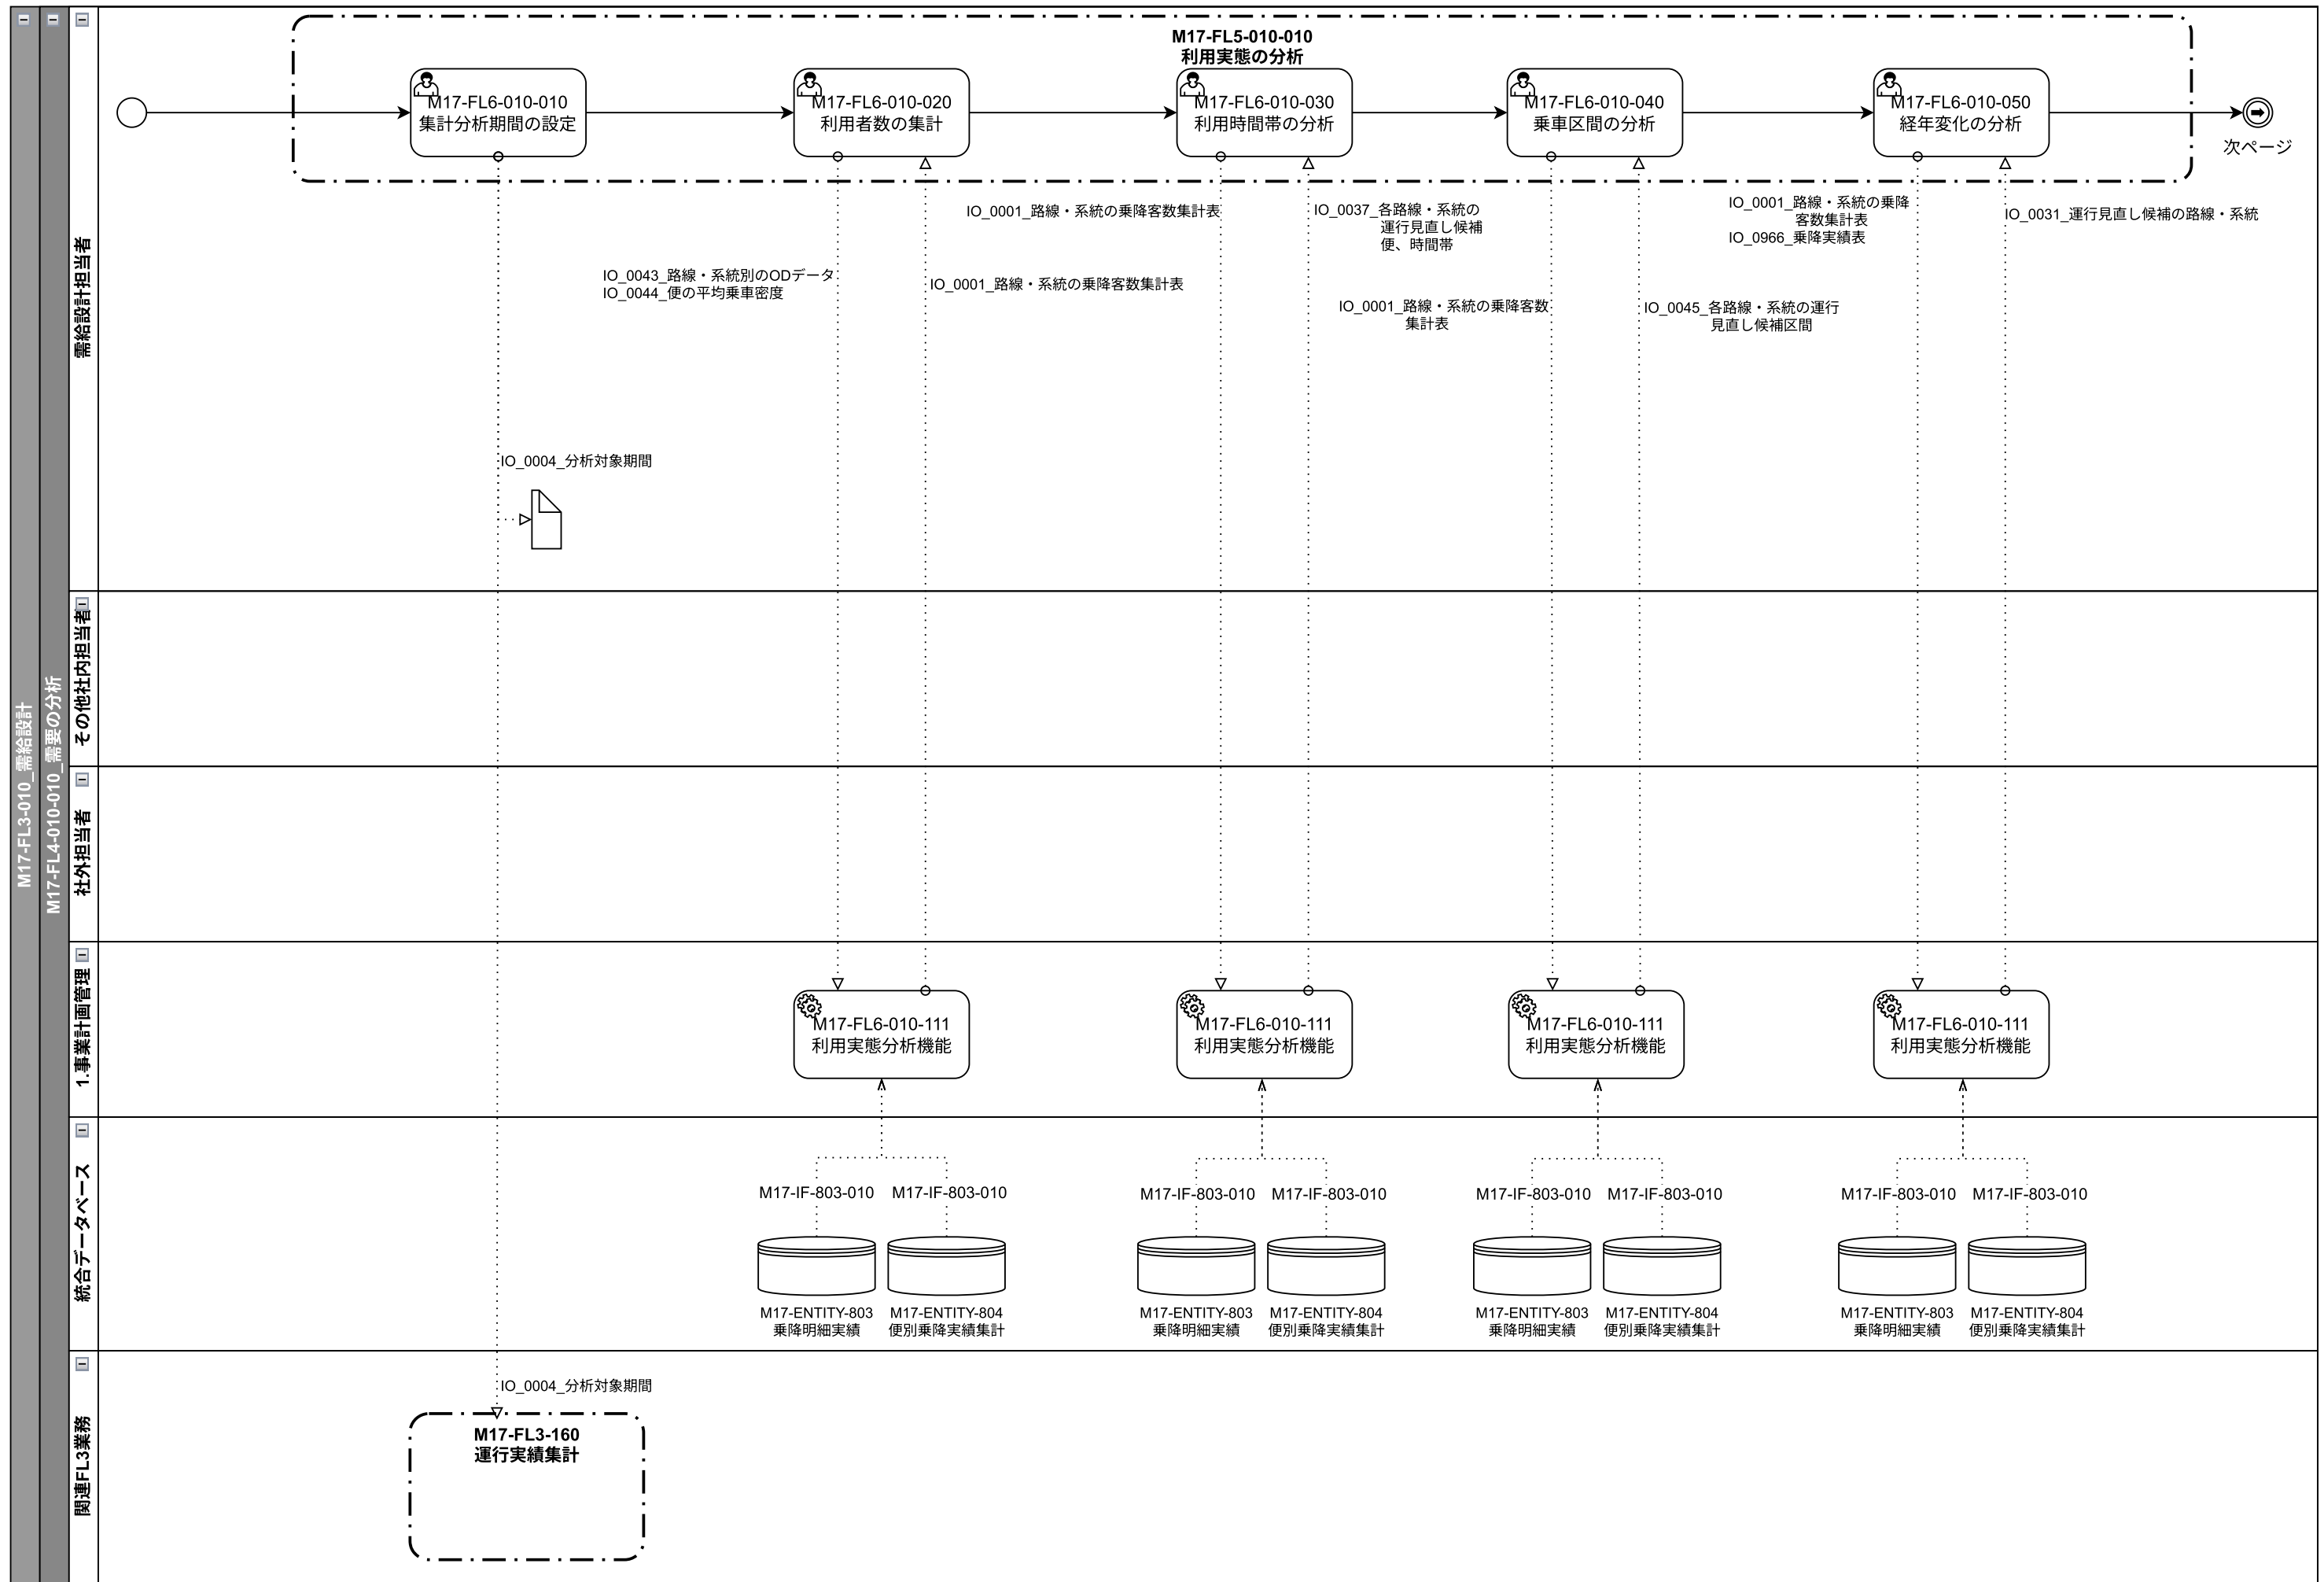 M17-FL3-010_需給設計
M17-FL4-010-010_需要の分析
需給設計担当者
M17-FL5-010-010
利用実態の分析
M17-FL6-010-010
集計分析期間の設定
M17-FL6-010-020
利用者数の集計
M17-FL6-010-030
利用時間帯の分析
M17-FL6-010-040
乗車区間の分析
M17-FL6-010-050
経年変化の分析
次ページ
IO_0043_路線・系統別のODデータ
IO_0044_便の平均乗車密度
IO_0001_路線・系統の乗降客数集計表
IO_0001_路線・系統の乗降客数集計表
IO_0037_各路線・系統の
運行見直し候補
便、時間帯
IO_0001_路線・系統の乗降客数
集計表
IO_0045_各路線・系統の運行
見直し候補区間
IO_0001_路線・系統の乗降
客数集計表
IO_0966_乗降実績表
IO_0031_運行見直し候補の路線・系統
IO_0004_分析対象期間
その他社内担当者
社外担当者
1.事業計画管理
M17-FL6-010-111
利用実態分析機能
M17-FL6-010-111
利用実態分析機能
M17-FL6-010-111
利用実態分析機能
M17-FL6-010-111
利用実態分析機能
統合データベース
M17-IF-803-010
M17-IF-803-010
M17-IF-803-010
M17-IF-803-010
M17-IF-803-010
M17-IF-803-010
M17-IF-803-010
M17-IF-803-010
M17-ENTITY-803
乗降明細実績
M17-ENTITY-804
便別乗降実績集計
M17-ENTITY-803
乗降明細実績
M17-ENTITY-804
便別乗降実績集計
M17-ENTITY-803
乗降明細実績
M17-ENTITY-804
便別乗降実績集計
M17-ENTITY-803
乗降明細実績
M17-ENTITY-804
便別乗降実績集計
関連FL3業務
IO_0004_分析対象期間
M17-FL3-160
運行実績集計